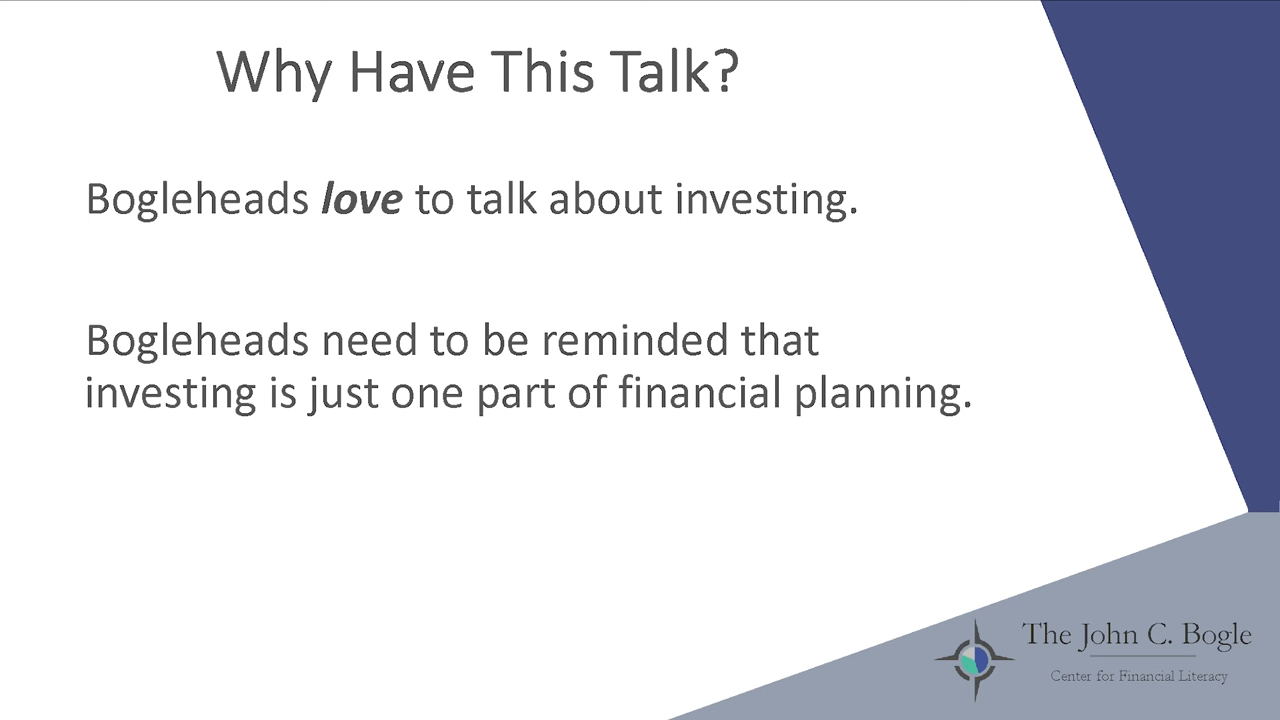 Why Have This Talk?
Bogleheads love to talk about investing.
Bogleheads need to be reminded that
investing is just one part of financial planning.
The John C. Bogle
Center for Financial Literacy